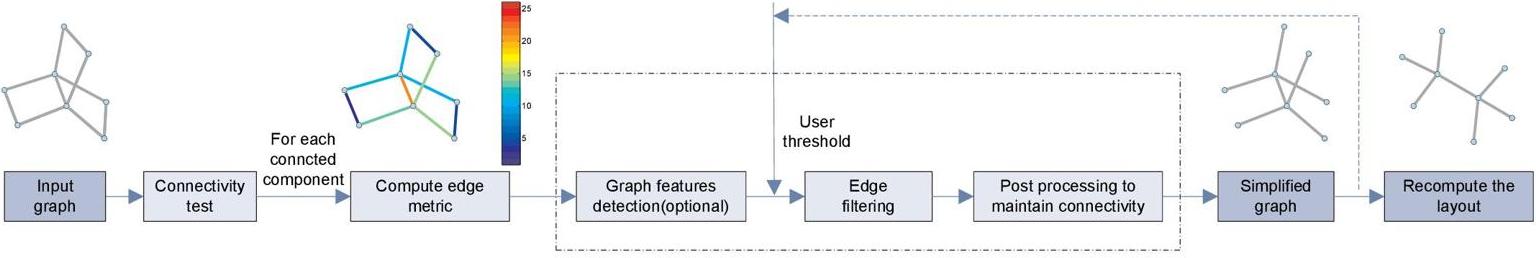 Input
graph
Connectivity
test
For each
conncted
component
Compute edge
metric
25
20
15
10
5
Graph features
detection(optional)
User
threshold
Edge
filtering
Post processing to
maintain connectivity
Simplified
graph
Recompute the
layout